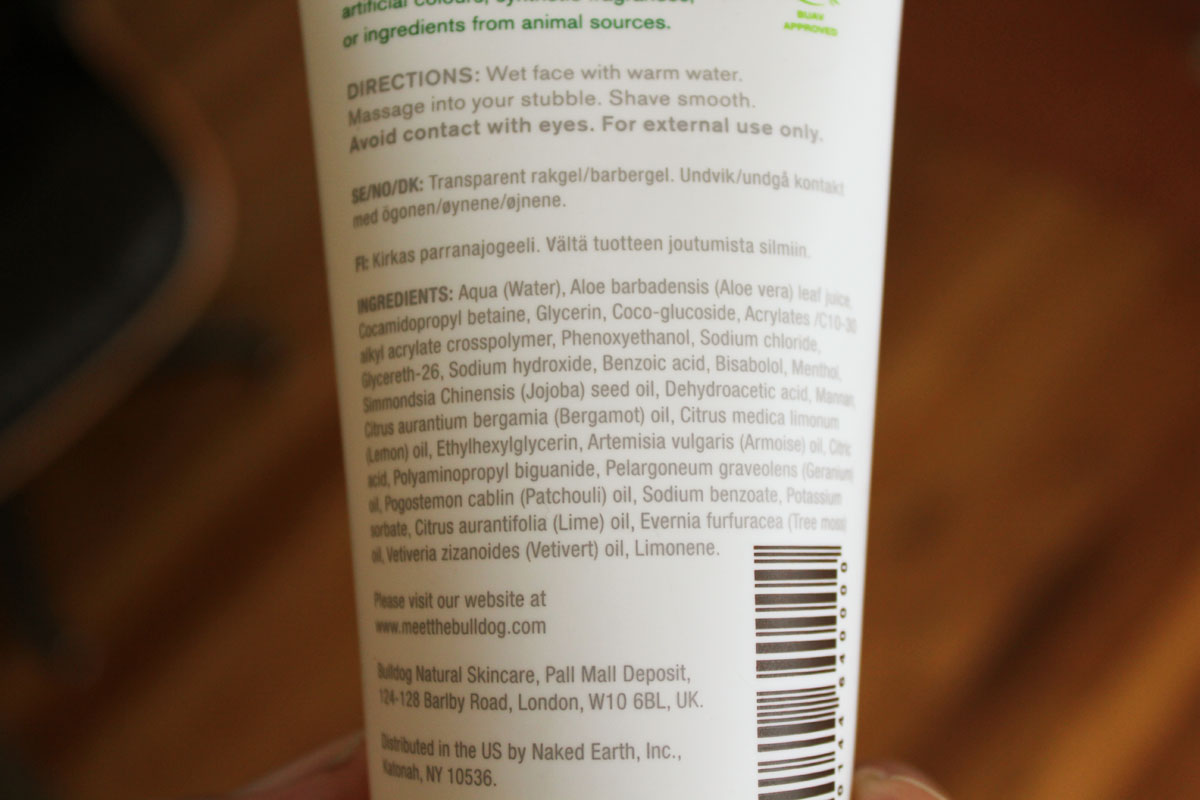 artificial colours, synthetic fragrances,
or ingredients from animal sources.
BUAV
APPROVED
DIRECTIONS: Wet face with warm water.
Massage into your stubble. Shave smooth.
Avoid contact with eyes. For external use only.
SE/NO/DK: Transparent rakgel/barbergel. Undvik/undgå kontakt
med ögonen/øynene/øjnene.
FI: Kirkas parranajogeeli. Vältä tuotteen joutumista silmiin.
INGREDIENTS: Aqua (Water), Aloe barbadensis (Aloe vera) leaf juice,
Cocamidopropyl betaine, Glycerin, Coco-glucoside, Acrylates /C10-30
alkyl acrylate crosspolymer, Phenoxyethanol, Sodium chloride,
Glycereth-26, Sodium hydroxide, Benzoic acid, Bisabolol, Menthol,
Simmondsia Chinensis (Jojoba) seed oil, Dehydroacetic acid, Mannan,
Citrus aurantium bergamia (Bergamot) oil, Citrus medica limonum
(Lemon) oil, Ethylhexylglycerin, Artemisia vulgaris (Armoise) oil, Citric
acid, Polyaminopropyl biguanide, Pelargoneum graveolens (Geranium)
oil, Pogostemon cablin (Patchouli) oil, Sodium benzoate, Potassium
sorbate, Citrus aurantifolia (Lime) oil, Evernia furfuracea (Tree moss)
oil, Vetiveria zizanoides (Vetivert) oil, Limonene.
Please visit our website at
www.meetthebulldog.com
Bulldog Natural Skincare, Pall Mall Deposit,
124-128 Barlby Road, London, W10 6BL, UK.
Distributed in the US by Naked Earth, Inc.,
Katonah, NY 10536.